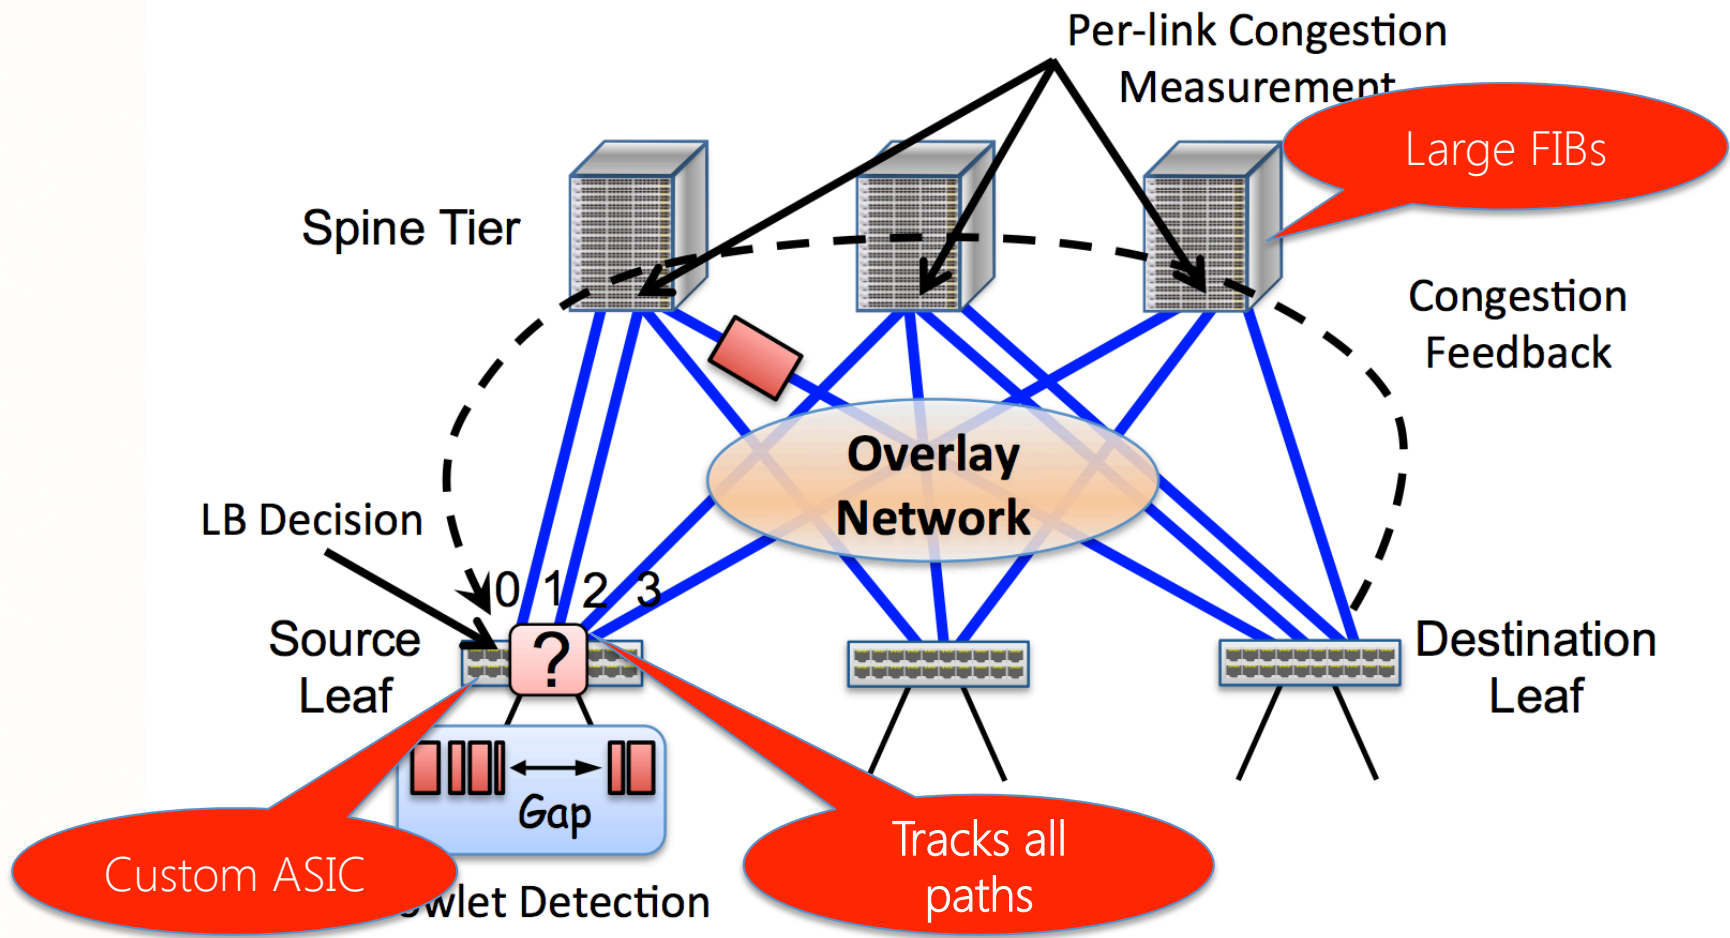 Per-link Congestion
Measurement
Large FIBs
Spine Tier
Congestion
Feedback
Overlay
Network
LB Decision
0 1 2 3
Source
Leaf
?
Destination
Leaf
Gap
Custom ASIC
Tracks all
paths
wlet Detection